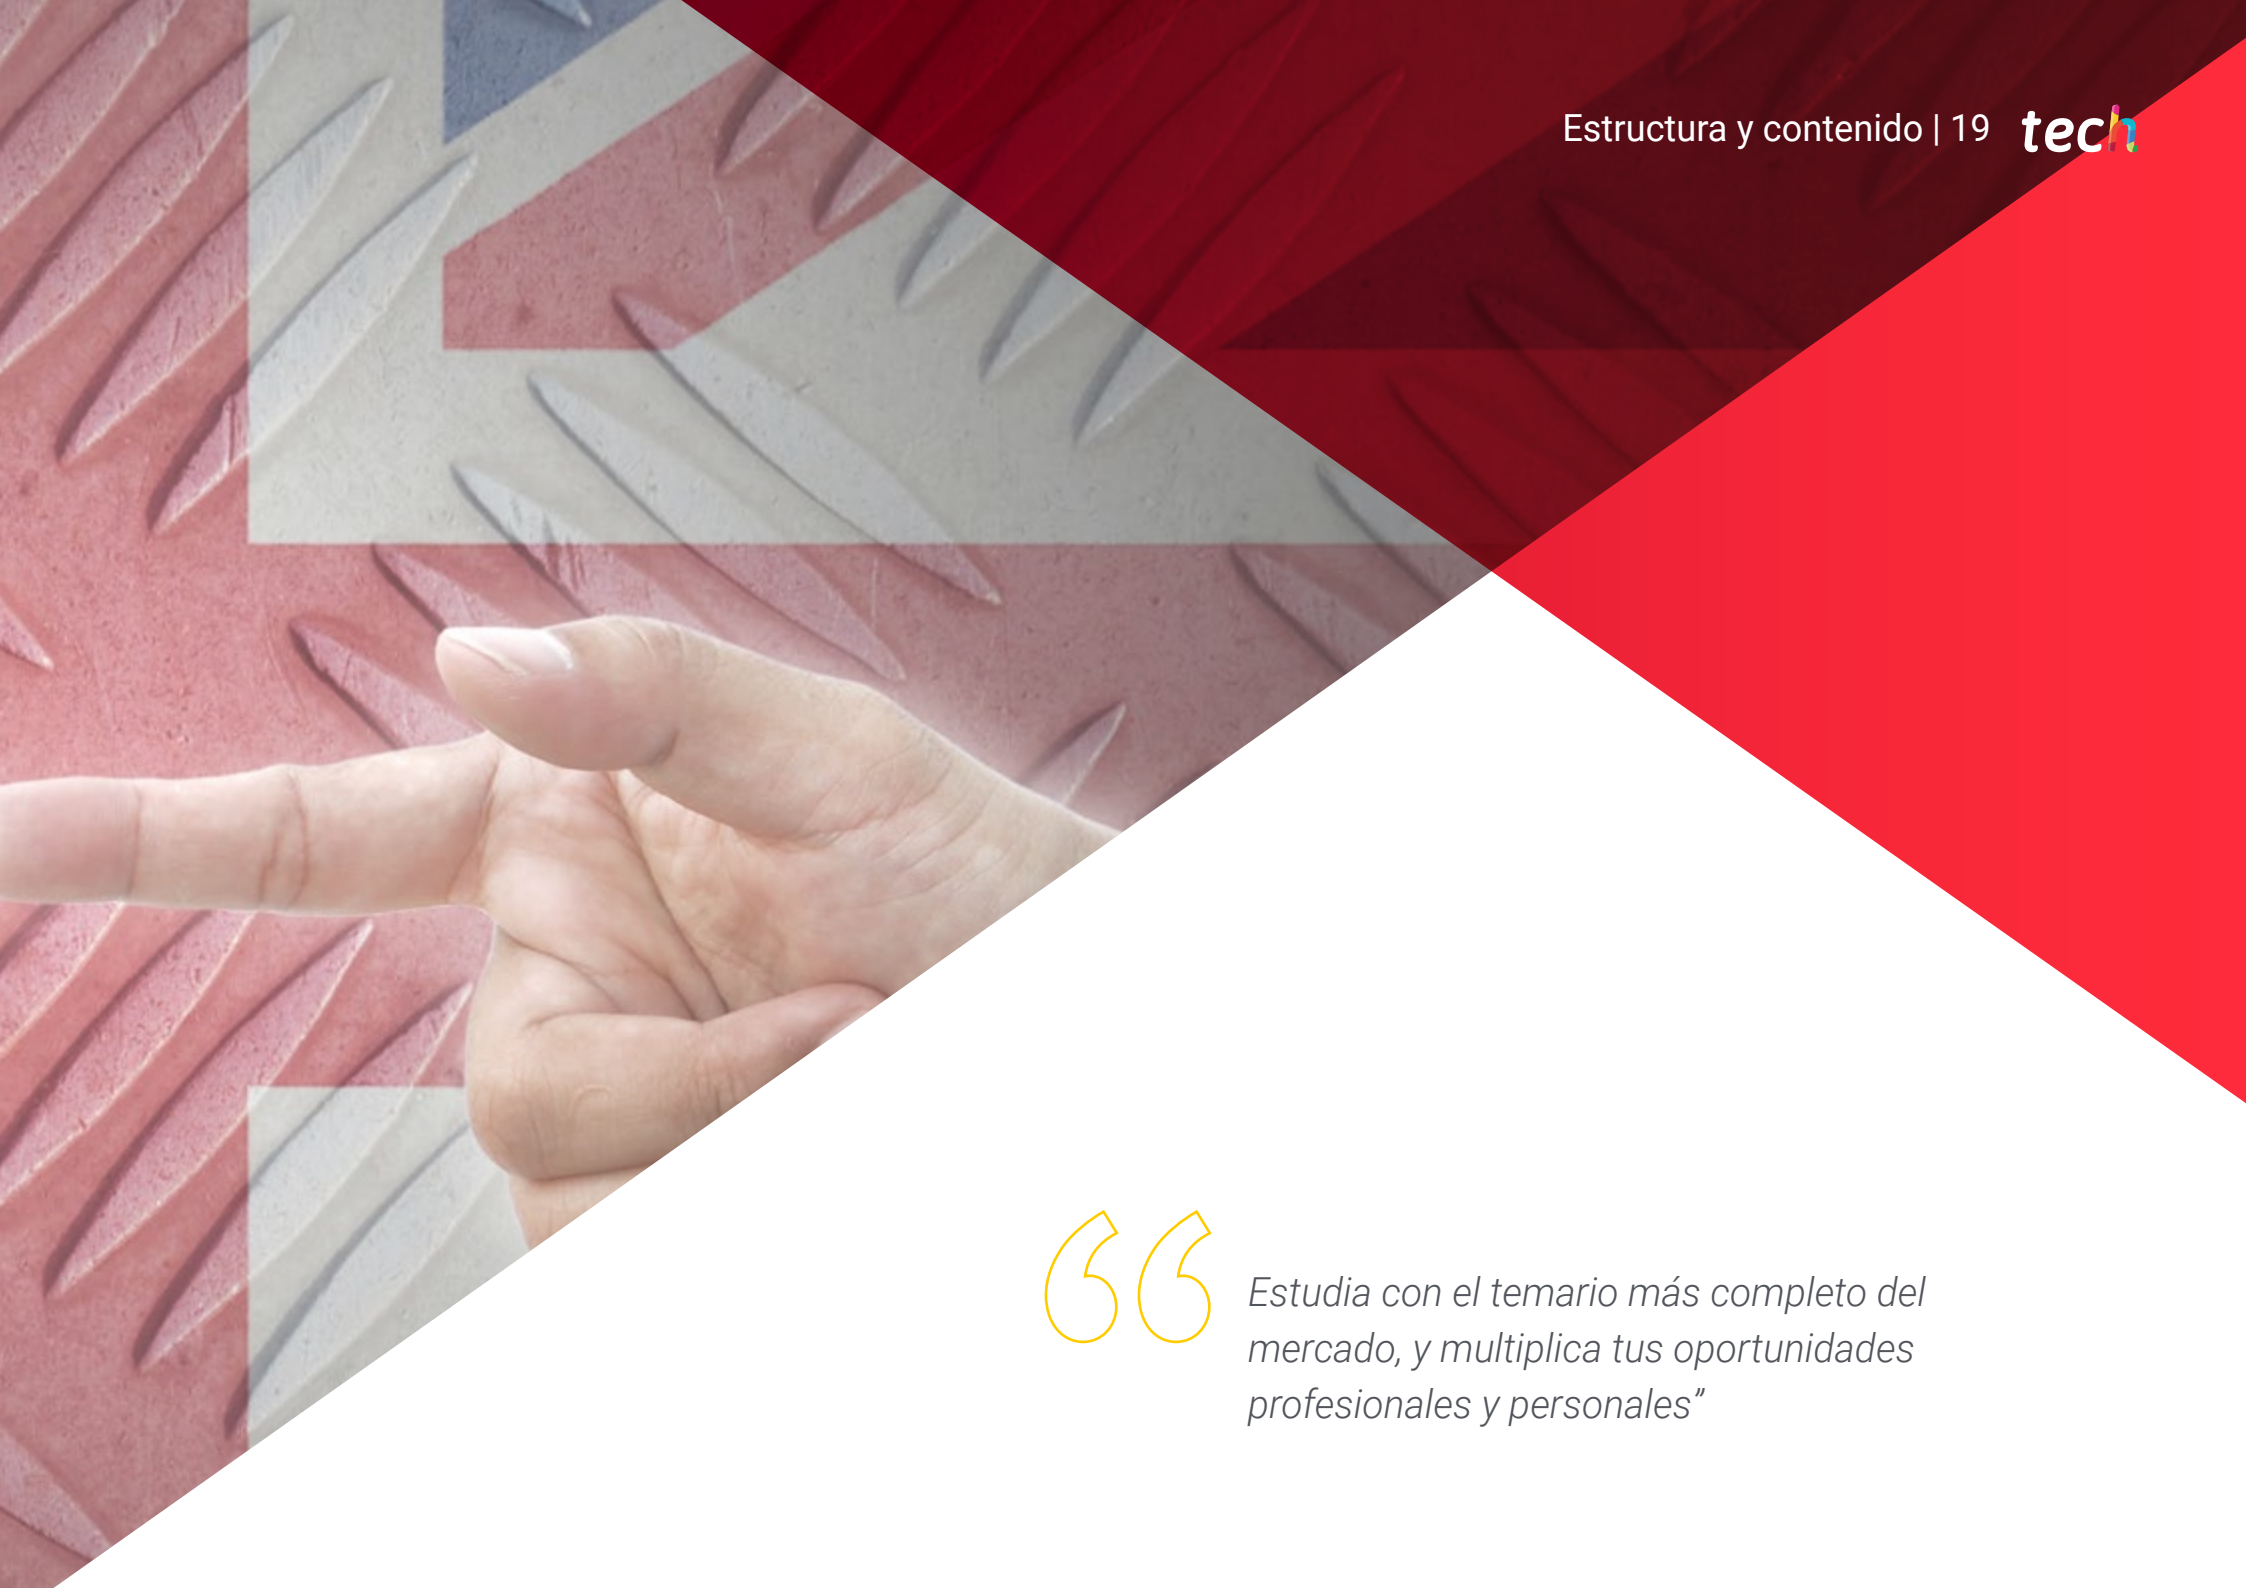 Estructura y contenido | 19 tech
Estudia con el temario más completo del
mercado, y multiplica tus oportunidades
profesionales y personales”